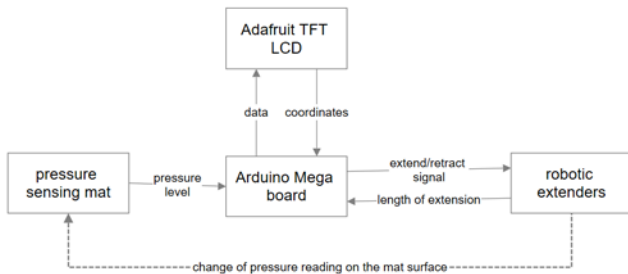 Adafruit TFT
LCD
data
coordinates
pressure
sensing mat
pressure
level
Arduino Mega
board
extend/retract
signal
length of extension
robotic
extenders
change of pressure reading on the mat surface